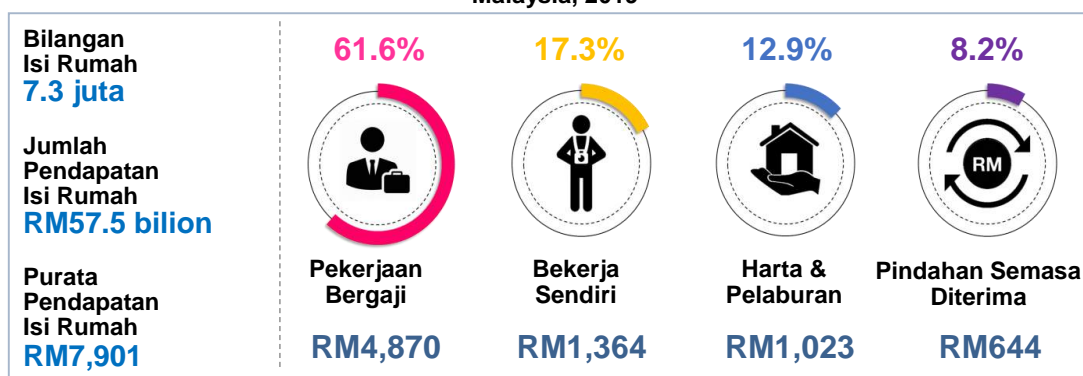 Malaysia, 2019
Bilangan
Isi Rumah
7.3 juta
Jumlah
Pendapatan
Isi Rumah
RM57.5 bilion
Purata
Pendapatan
Isi Rumah
RM7,901
61.6%
Pekerjaan
Bergaji
RM4,870
17.3%
Bekerja
Sendiri
RM1,364
12.9%
Harta &
Pelaburan
RM1,023
8.2%
RM
Pindahan Semasa
Diterima
RM644